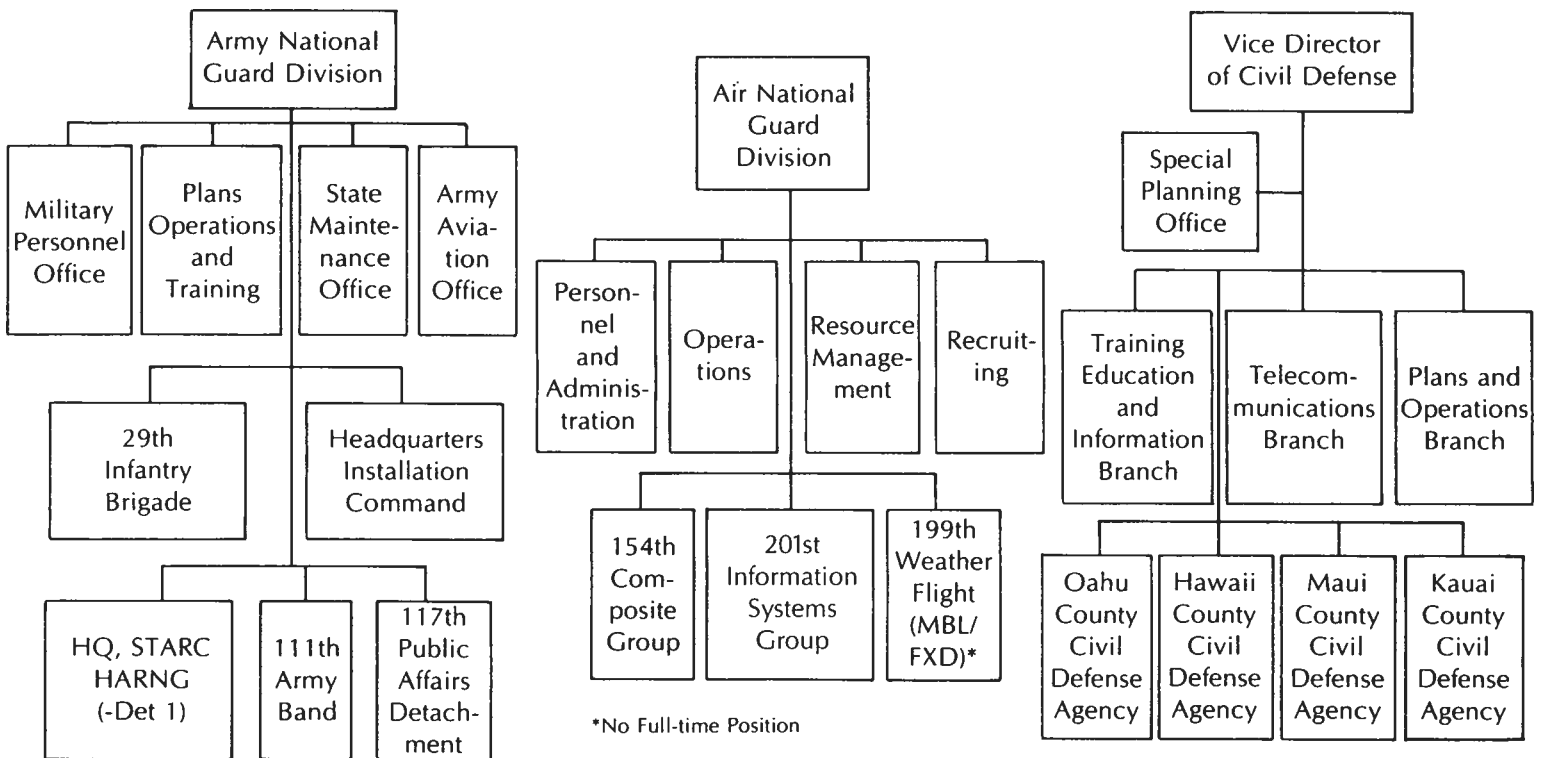 Army National
Guard Division
Military
Personnel
Office
Plans
Operations
and
Training
State
Mainte-
nance
Office
Army
Avia-
tion
Office
29th
Infantry
Brigade
Headquarters
Installation
Command
HQ, STARC
HARNG
(-Det 1)
111th
Army
Band
117th
Public
Affairs
Detach-
ment
Air National
Guard
Division
Person-
nel
and
Adminis-
tration
Opera-
tions
Resource
Manage-
ment
Recruit-
ing
154th
Com-
posite
Group
201st
Information
Systems
Group
199th
Weather
Flight
(MBL/
FXD)*
*No Full-time Position
Vice Director
of Civil Defense
Special
Planning
Office
Training
Education
and
Information
Branch
Telecom-
munications
Branch
Plans and
Operations
Branch
Oahu
County
Civil
Defense
Agency
Hawaii
County
Civil
Defense
Agency
Maui
County
Civil
Defense
Agency
Kauai
County
Civil
Defense
Agency